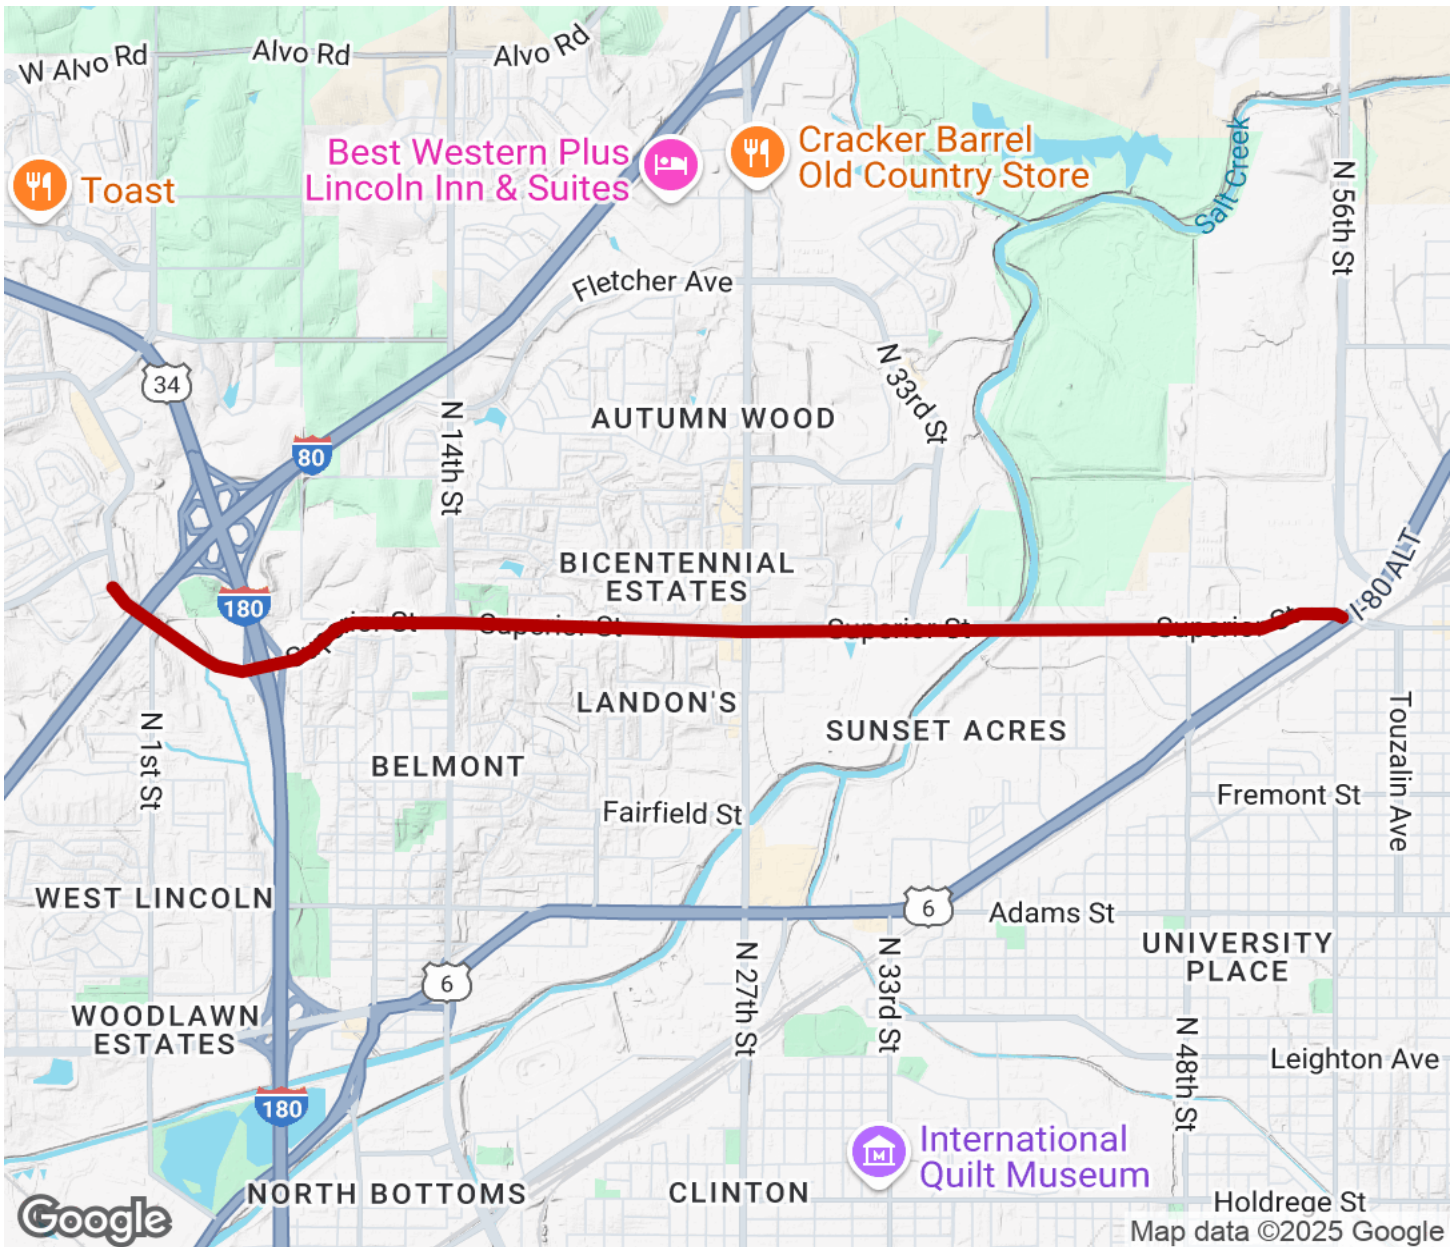 W Alvo Rd
Alvo Rd
Alvo Rd
Best Western Plus
Lincoln Inn & Suites
Cracker Barrel
Old Country Store
Toast
Salt Creek
N 56th St
Fletcher Ave
34
N 33rd St
80
N 14th St
AUTUMN WOOD
BICENTENNIAL
ESTATES
I-80 ALT
180
Superior St
Superior St
Superior St
Superior St
LANDON'S
SUNSET ACRES
N 1st St
BELMONT
Touzalin Ave
Fremont St
Fairfield St
WEST LINCOLN
6
Adams St
UNIVERSITY
PLACE
6
N 27th St
N 33rd St
WOODLAWN
ESTATES
N 48th St
Leighton Ave
180
International
Quilt Museum
NORTH BOTTOMS
CLINTON
Holdrege St
Google
Map data ©2025 Google